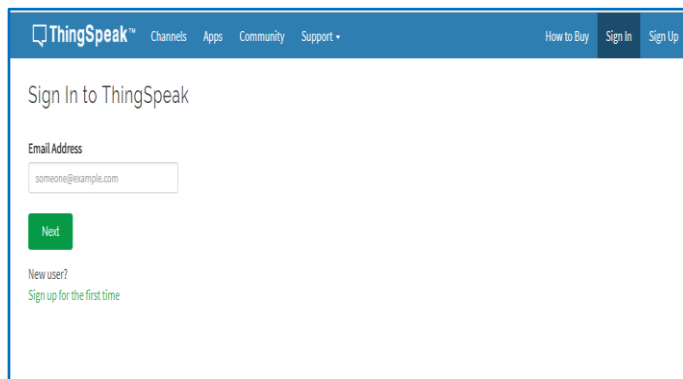 ThingSpeak™ Channels Apps Community Support How to Buy Sign In Sign Up
Sign In to ThingSpeak
Email Address
someone@example.com
Next
New user?
Sign up for the first time